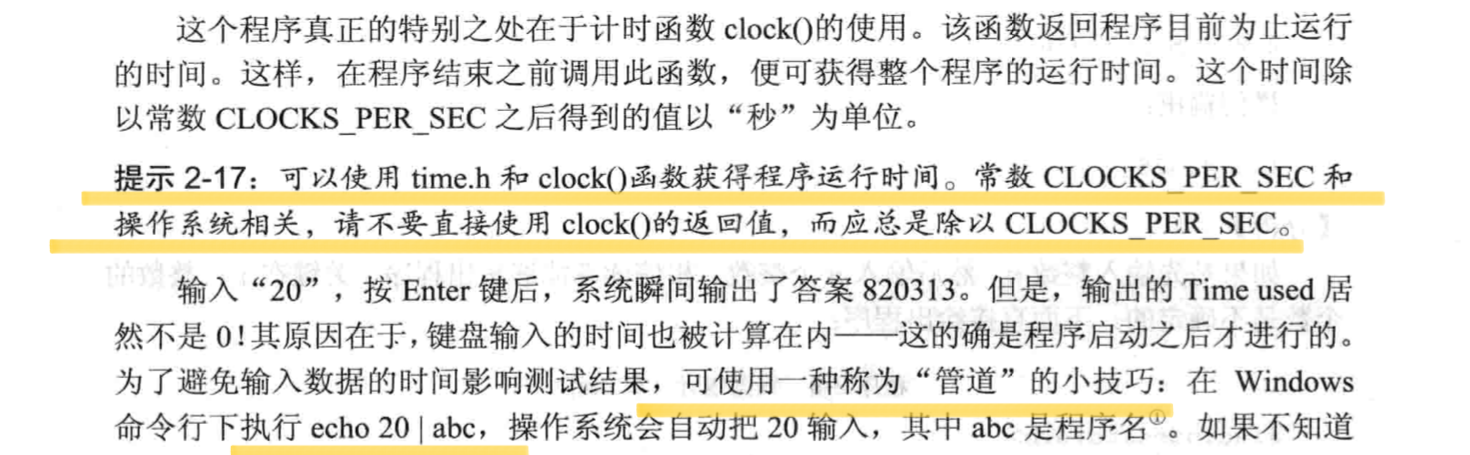 这个程序真正的特别之处在于计时函数 clock()的使用。该函数返回程序目前为止运行
的时间。这样，在程序结束之前调用此函数，便可获得整个程序的运行时间。这个时间除
以常数 CLOCKS_PER_SEC 之后得到的值以“秒”为单位。
提示 2-17：可以使用 time.h 和 clock()函数获得程序运行时间。常数 CLOCKS_PER_SEC 和
操作系统相关，请不要直接使用 clock()的返回值，而应总是除以 CLOCKS_PER_SEC。
输入“20”，按 Enter 键后，系统瞬间输出了答案 820313。但是，输出的 Time used 居
然不是 0！其原因在于，键盘输入的时间也被计算在内——这的确是程序启动之后才进行的。
为了避免输入数据的时间影响测试结果，可使用一种称为“管道”的小技巧：在 Windows
命令行下执行 echo 20 | abc，操作系统会自动把 20 输入，其中 abc 是程序名①。如果不知道